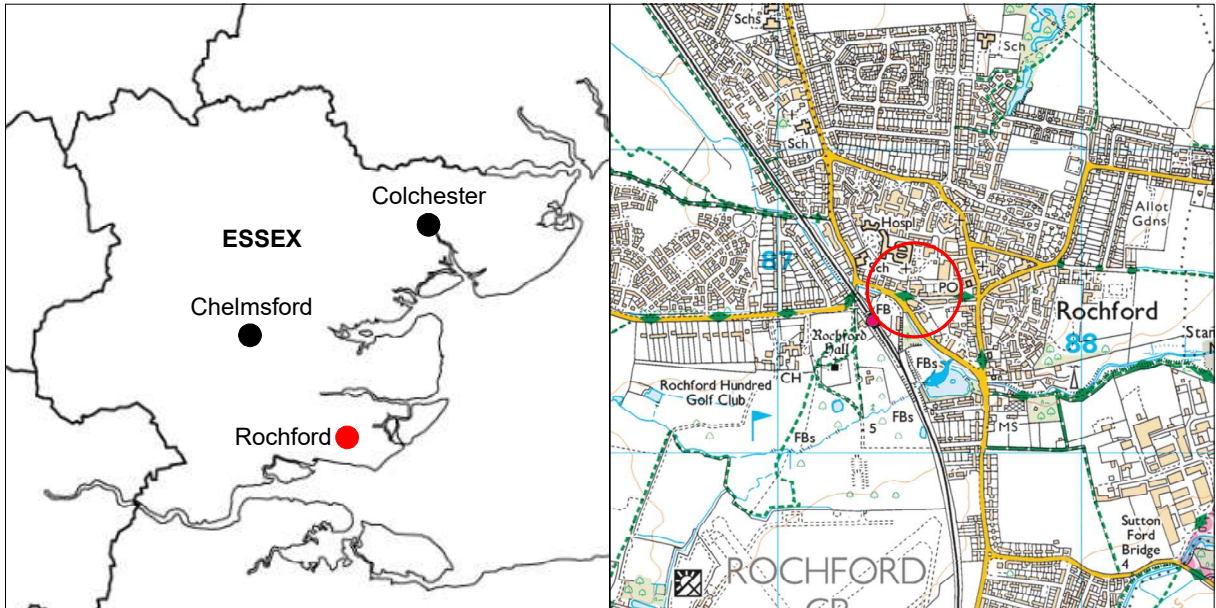 Colchester
ESSEX
Chelmsford
Rochford
Schs
Sch
Sch
Hospl
Allot
Gdns
87
Sch
PO
Rochford
88
FB
Rochford
Hall
FBs
CH
Rochford Hundred
Golf Club
FBs
5
FBs
MS
Sutton
Ford
Bridge
4
ROCHFORD